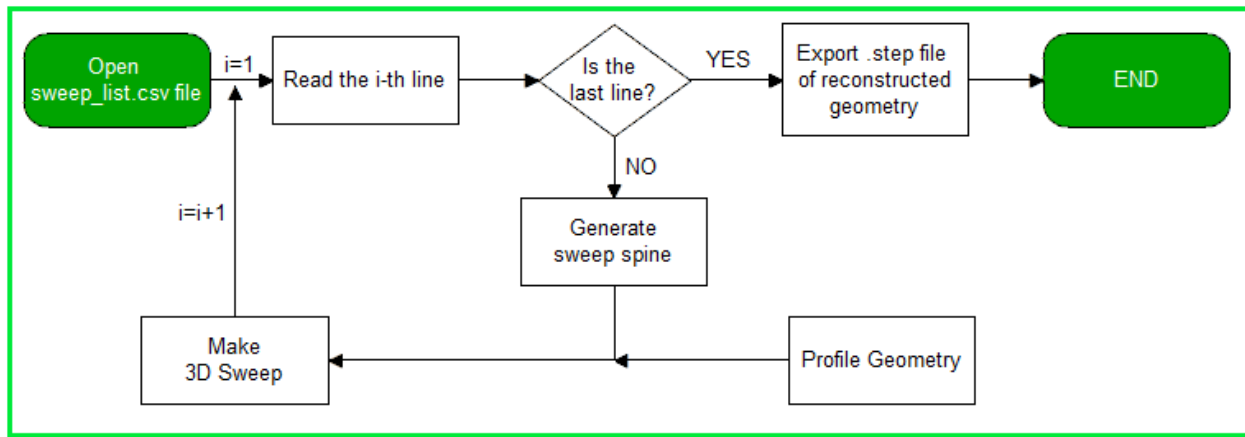 Open
sweep_list.csv file
i=1
Read the i-th line
Is the
last line?
YES
Export .step file
of reconstructed
geometry
END
NO
Generate
sweep spine
i=i+1
Make
3D Sweep
Profile Geometry